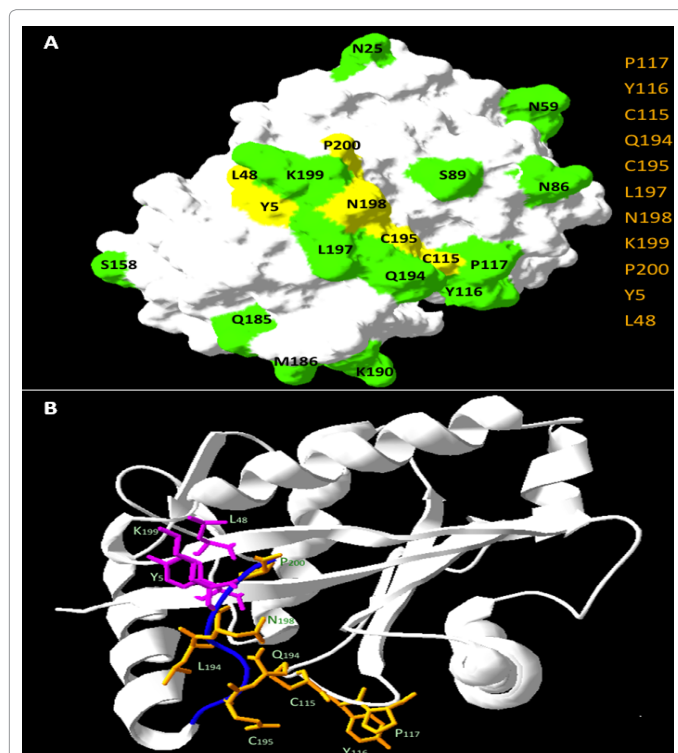 A
N25
N59
P200
L48
K199
S89
N86
Y5
N198
C195
L197
C115
S158
P117
Q194
Y116
Q185
M186
K190
P117
Y116
C115
Q194
C195
L197
N198
K199
P200
Y5
L48
B
L48
K199
P200
Y5
N198
Q194
L194
C115
P117
C195
Y116